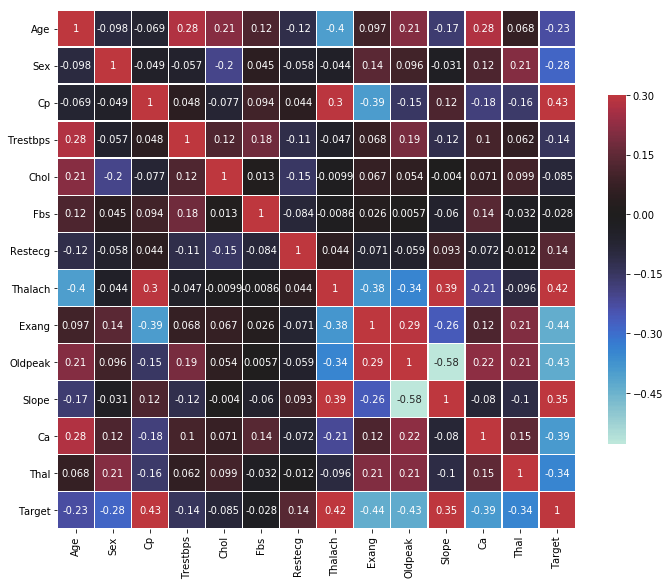 Age 1 -0.098 -0.069 0.28 0.21 0.12 -0.12 -0.4 0.097 0.21 -0.17 0.28 0.068 -0.23
Sex -0.098 1 -0.049 -0.057 -0.2 0.045 -0.058 -0.044 0.14 0.096 -0.031 0.12 0.21 -0.28
Cp -0.069 -0.049 1 0.048 -0.077 0.094 0.044 0.3 -0.39 -0.15 0.12 -0.18 -0.16 0.43
Trestbps 0.28 -0.057 0.048 1 0.12 0.18 -0.11 -0.047 0.068 0.19 -0.12 0.1 0.062 -0.14
Chol 0.21 -0.2 -0.077 0.12 1 0.013 -0.15 -0.0099 0.067 0.054 -0.004 0.071 0.099 -0.085
Fbs 0.12 0.045 0.094 0.18 0.013 1 -0.084 -0.0086 0.026 0.0057 -0.06 0.14 -0.032 -0.028
Restecg -0.12 -0.058 0.044 -0.11 -0.15 -0.084 1 0.044 -0.071 -0.059 0.093 -0.072 -0.012 0.14
Thalach -0.4 -0.044 0.3 -0.047 -0.0099 -0.0086 0.044 1 -0.38 -0.34 0.39 -0.21 -0.096 0.42
Exang 0.097 0.14 -0.39 0.068 0.067 0.026 -0.071 -0.38 1 0.29 -0.26 0.12 0.21 -0.44
Oldpeak 0.21 0.096 -0.15 0.19 0.054 0.0057 -0.059 -0.34 0.29 1 -0.58 0.22 0.21 -0.43
Slope -0.17 -0.031 0.12 -0.12 -0.004 -0.06 0.093 0.39 -0.26 -0.58 1 -0.08 -0.1 0.35
Ca 0.28 0.12 -0.18 0.1 0.071 0.14 -0.072 -0.21 0.12 0.22 -0.08 1 0.15 -0.39
Thal 0.068 0.21 -0.16 0.062 0.099 -0.032 -0.012 -0.096 0.21 0.21 -0.1 0.15 1 -0.34
Target -0.23 -0.28 0.43 -0.14 -0.085 -0.028 0.14 0.42 -0.44 -0.43 0.35 -0.39 -0.34 1
Age Sex Cp Trestbps Chol Fbs Restecg Thalach Exang Oldpeak Slope Ca Thal Target
0.30
0.15
0.00
−0.15
−0.30
−0.45